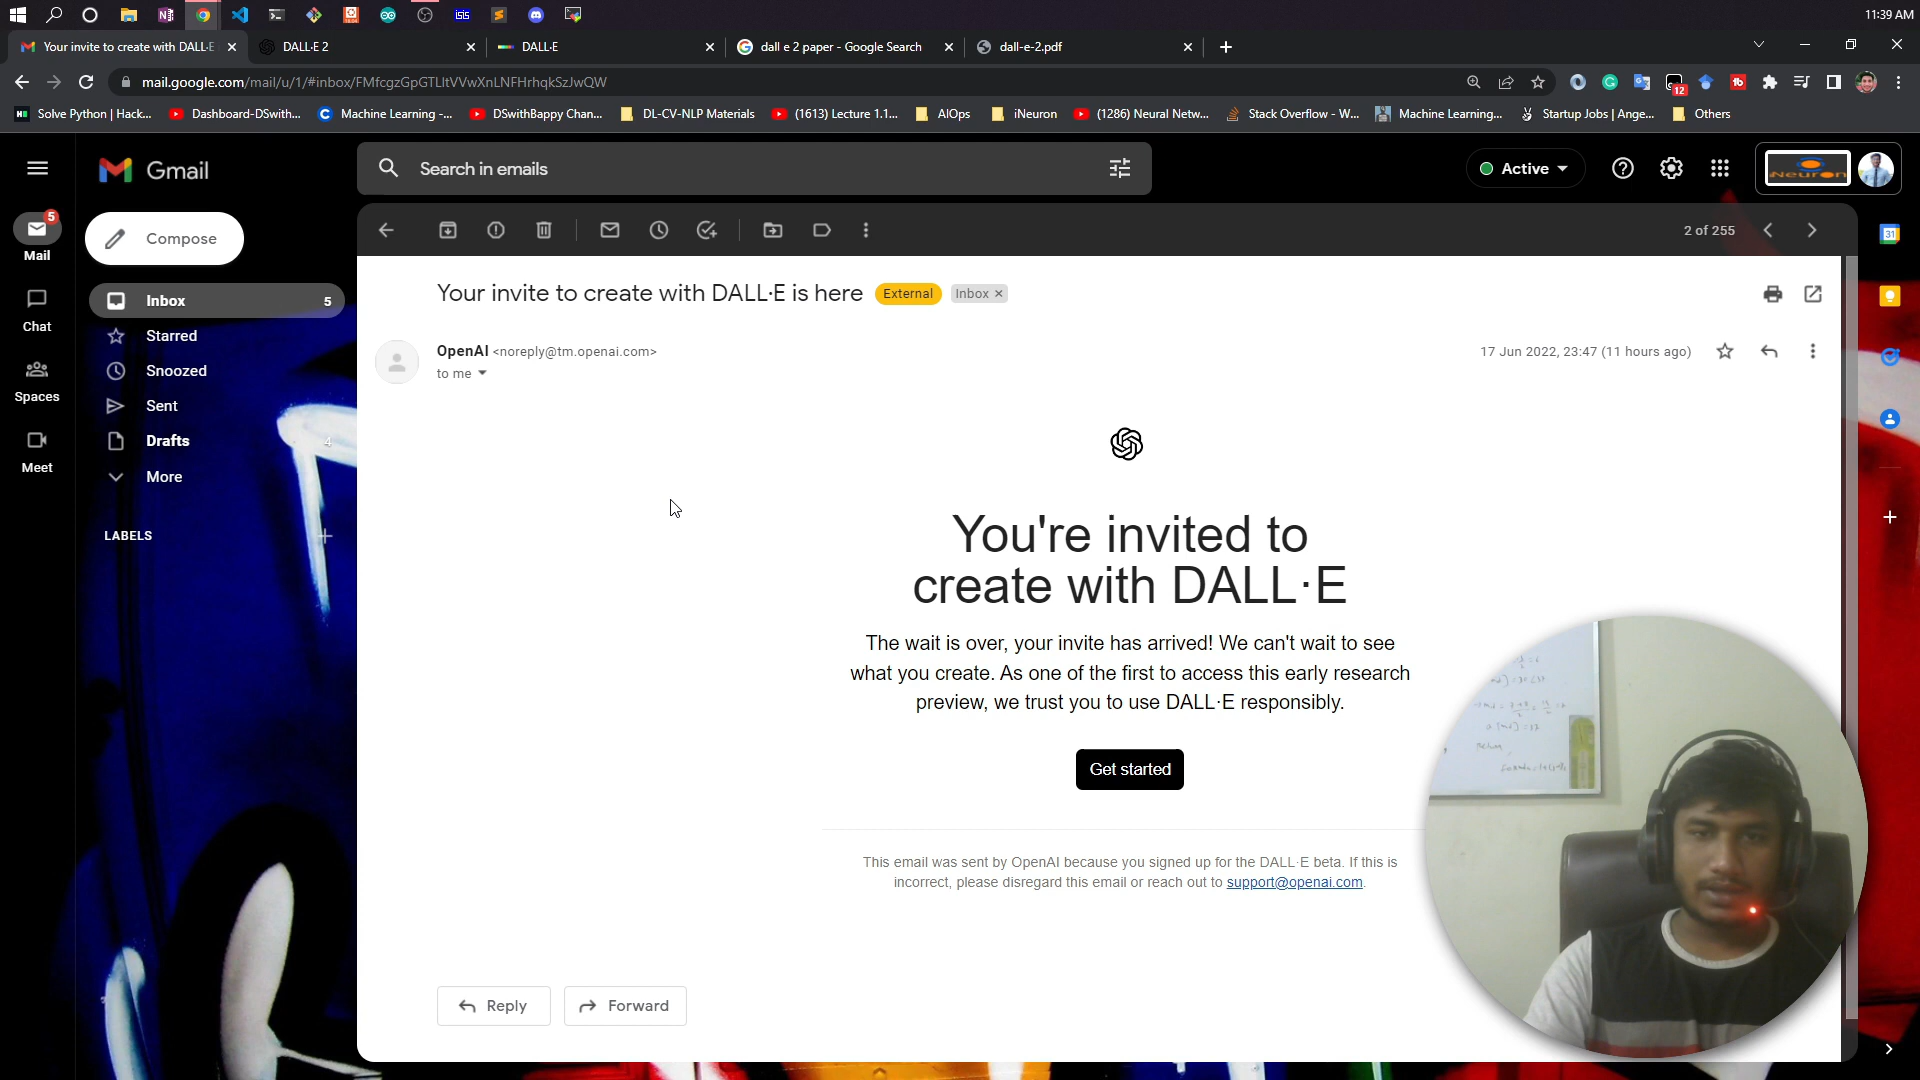 11:39 AM
Your invite to create with DALL·E
DALL·E 2
DALL·E
dall e 2 paper - Google Search
dall-e-2.pdf
mail.google.com/mail/u/1/#inbox/FMfcgzGpGTLltVVwXnLNFHrhqkSzJwQW
12
Solve Python | Hack...
Dashboard-DSwith...
Machine Learning -...
DSwithBappy Chan...
DL-CV-NLP Materials
(1613) Lecture 1.1...
AIOps
iNeuron
(1286) Neural Netw...
Stack Overflow - W...
Machine Learning...
Startup Jobs | Ange...
Others
Gmail
Search in emails
Active
iNeuron
5
Mail
Chat
Spaces
Meet
Compose
Inbox 5
Starred
Snoozed
Sent
Drafts 4
More
LABELS
2 of 255
Your invite to create with DALL·E is here External Inbox
OpenAI <noreply@tm.openai.com>
17 Jun 2022, 23:47 (11 hours ago)
to me
31
You're invited to
create with DALL·E
The wait is over, your invite has arrived! We can't wait to see
what you create. As one of the first to access this early research
preview, we trust you to use DALL·E responsibly.
Get started
This email was sent by OpenAI because you signed up for the DALL·E beta. If this is
incorrect, please disregard this email or reach out to support@openai.com.
Reply
Forward